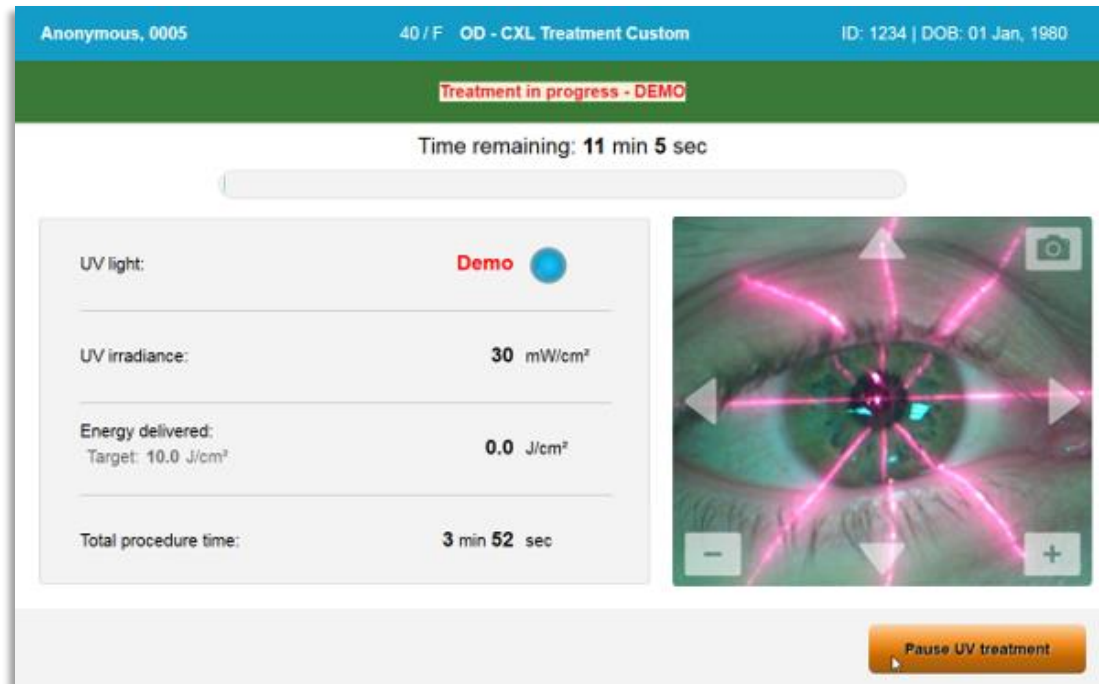 Anonymous, 0005 40 / F OD - CXL Treatment Custom ID: 1234 | DOB: 01 Jan, 1980
Treatment in progress - DEMO
Time remaining: 11 min 5 sec
UV light: Demo
UV irradiance: 30 mW/cm²
Energy delivered:
Target: 10.0 J/cm²
0.0 J/cm²
Total procedure time: 3 min 52 sec
Pause UV treatment